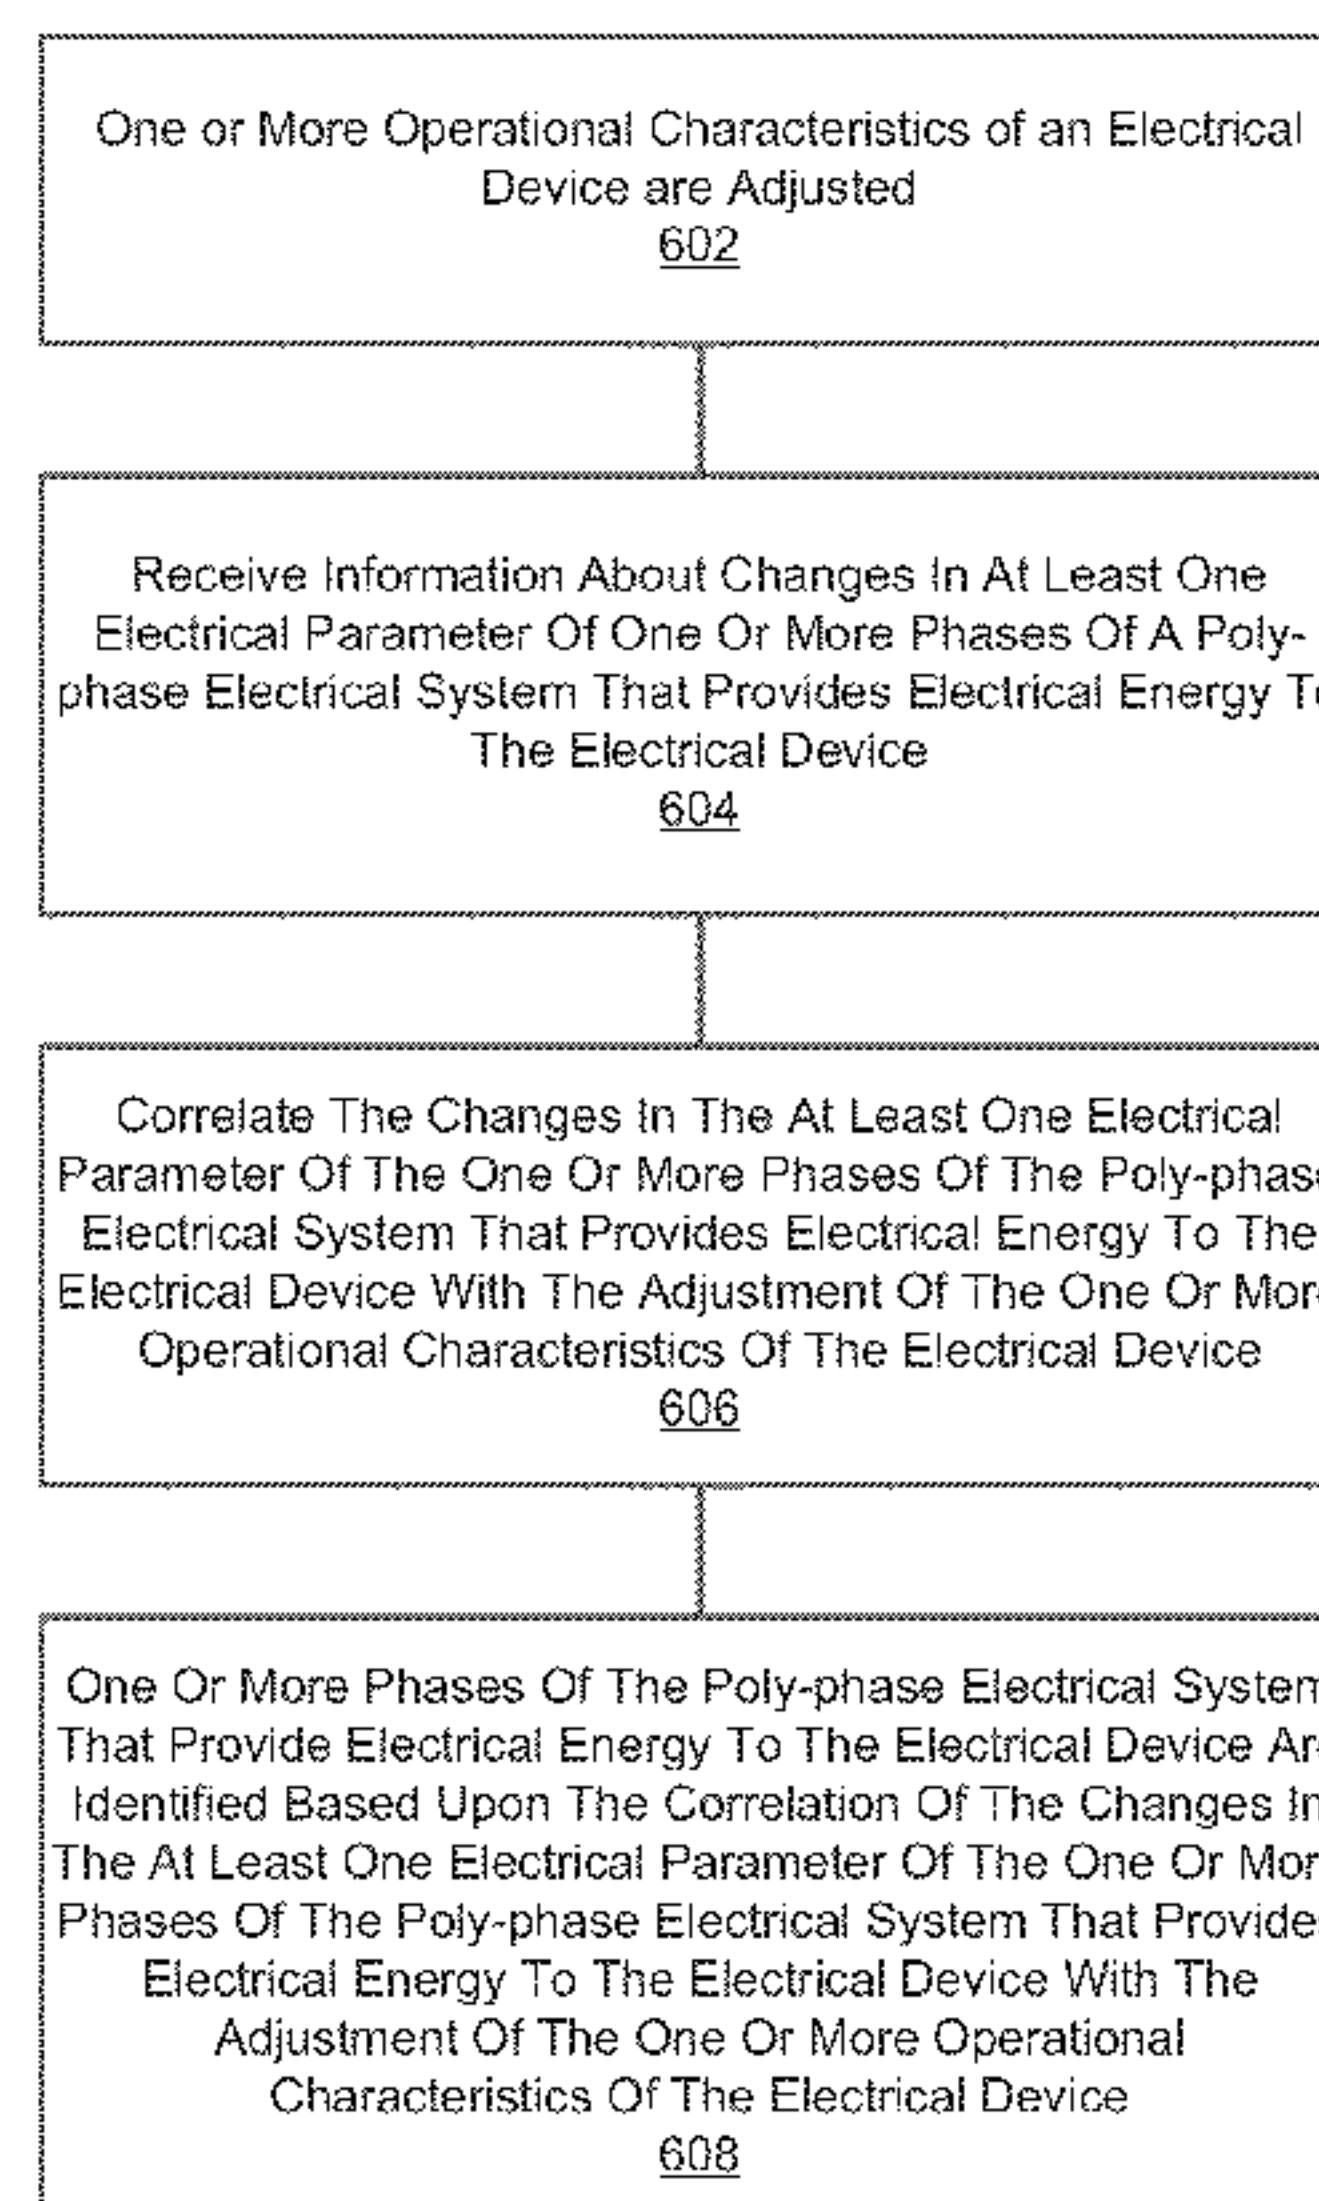 One or More Operational Characteristics of an Electrical
Device are Adjusted
602
Receive Information About Changes In At Least One
Electrical Parameter Of One Or More Phases Of A Poly-
phase Electrical System That Provides Electrical Energy To
The Electrical Device
604
Correlate The Changes In The At Least One Electrical
Parameter Of The One Or More Phases Of The Poly-phase
Electrical System That Provides Electrical Energy To The
Electrical Device With The Adjustment Of The One Or More
Operational Characteristics Of The Electrical Device
606
One Or More Phases Of The Poly-phase Electrical System
That Provide Electrical Energy To The Electrical Device Are
Identified Based Upon The Correlation Of The Changes In
The At Least One Electrical Parameter Of The One Or Mor
Phases Of The Poly-phase Electrical System That Provides
Electrical Energy To The Electrical Device With The
Adjustment Of The One Or More Operational
Characteristics Of The Electrical Device
608